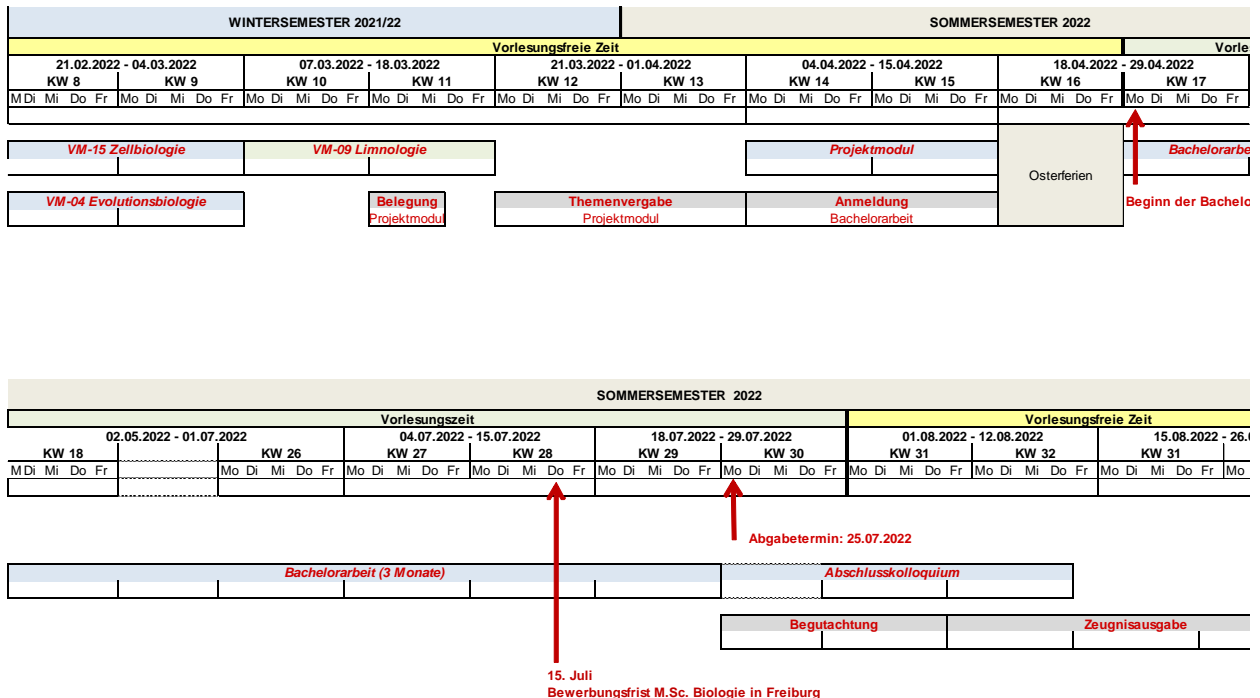 WINTERSEMESTER 2021/22 SOMMERSEMESTER 2022
Vorlesungsfreie Zeit Vorle
21.02.2022 - 04.03.2022 07.03.2022 - 18.03.2022 21.03.2022 - 01.04.2022 04.04.2022 - 15.04.2022 18.04.2022 - 29.04.2022
KW 8 KW 9 KW 10 KW 11 KW 12 KW 13 KW 14 KW 15 KW 16 KW 17
M Di Mi Do Fr Mo Di Mi Do Fr Mo Di Mi Do Fr Mo Di Mi Do Fr Mo Di Mi Do Fr Mo Di Mi Do Fr Mo Di Mi Do Fr Mo Di Mi Do Fr Mo Di Mi Do Fr Mo Di Mi Do Fr
VM-15 Zellbiologie VM-09 Limnologie Projektmodul Bachelorarbe
Osterferien
VM-04 Evolutionsbiologie Belegung Themenvergabe Anmeldung Beginn der Bachelo
Projektmodul Projektmodul Bachelorarbeit
SOMMERSEMESTER 2022
Vorlesungszeit Vorlesungsfreie Zeit
02.05.2022 - 01.07.2022 04.07.2022 - 15.07.2022 18.07.2022 - 29.07.2022 01.08.2022 - 12.08.2022 15.08.2022 - 26.0
KW 18 KW 26 KW 27 KW 28 KW 29 KW 30 KW 31 KW 32 KW 31
M Di Mi Do Fr Mo Di Mi Do Fr Mo Di Mi Do Fr Mo Di Mi Do Fr Mo Di Mi Do Fr Mo Di Mi Do Fr Mo Di Mi Do Fr Mo Di Mi Do Fr Mo Di Mi Do Fr Mo
Abgabetermin: 25.07.2022
Bachelorarbeit (3 Monate) Abschlusskolloquium
Begutachtung Zeugnisausgabe
15. Juli
Bewerbungsfrist M.Sc. Biologie in Freiburg